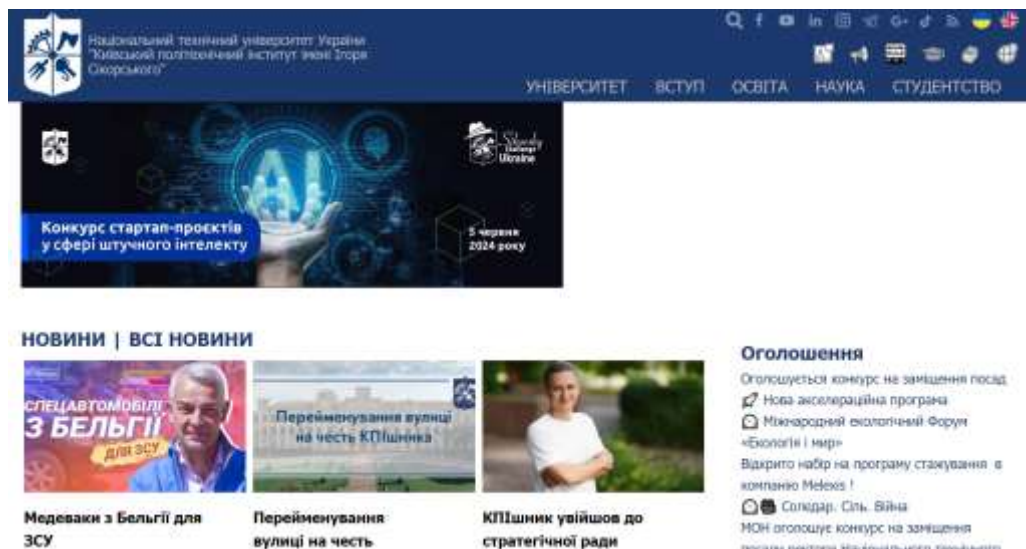 Національний технічний університет України
"Київський політехнічний інститут імені Ігоря
Сікорського"
УНІВЕРСИТЕТ ВСТУП ОСВІТА НАУКА СТУДЕНТСТВО
AI
Sikorsky
Challenge
Ukraine
Конкурс стартап-проєктів
у сфері штучного інтелекту
5 червня
2024 року
НОВИНИ | ВСІ НОВИНИ
СПЕЦАВТОМОБІЛІ
З БЕЛЬГІЇ
ДЛЯ ЗСУ
Медеваки з Бельгії для
ЗСУ
Перейменування вулиці
на честь КПІшника
Перейменування
вулиці на честь
КПІшник увійшов до
стратегічної ради
Оголошення
Оголошується конкурс на заміщення посад
Нова акселераційна програма
Міжнародний екологічний Форум
«Екологія і мир»
Відкрито набір на програму стажування в
компанію Melexis !
Соледар. Сіль. Війна
МОН оголошує конкурс на заміщення